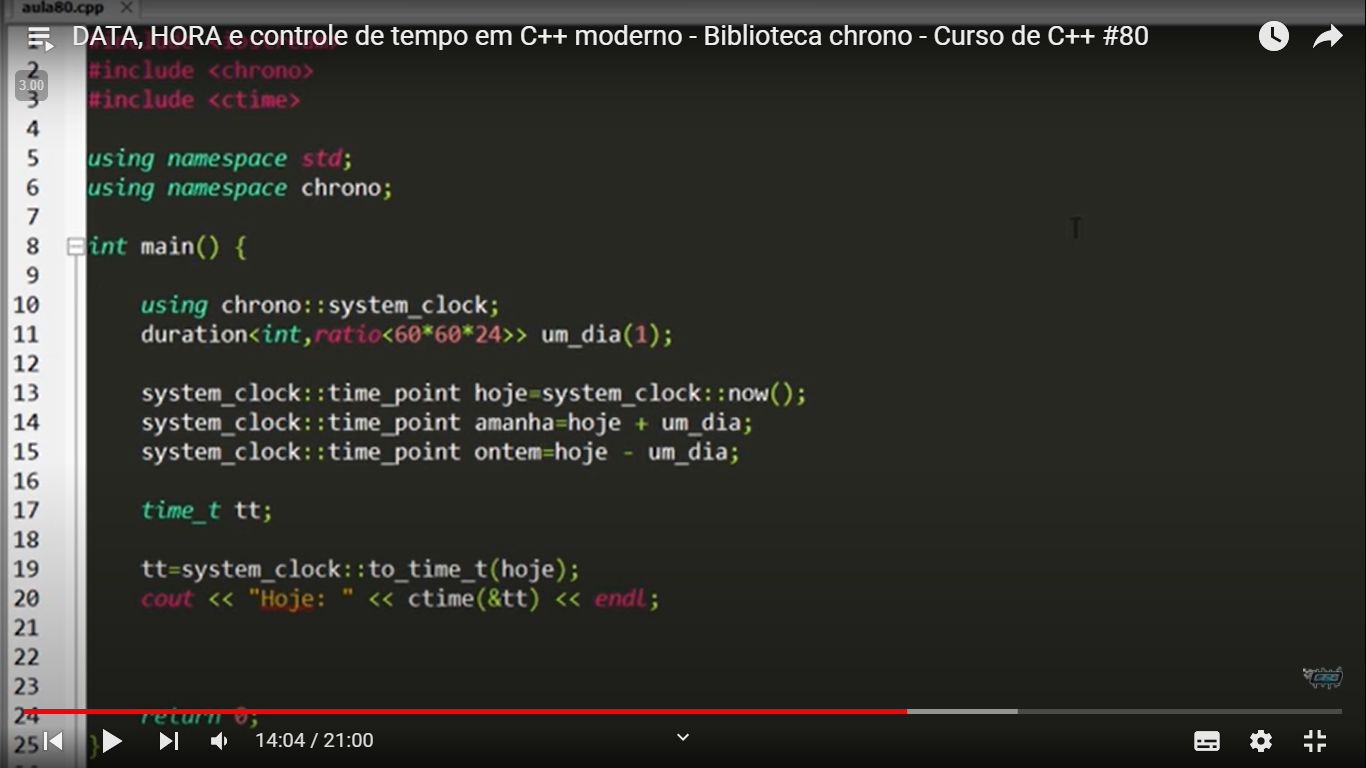 aula80.cpp
DATA, HORA e controle de tempo em C++ moderno - Biblioteca chrono - Curso de C++ #80
3.00
2 #include <chrono>
3 #include <ctime>
4
5 using namespace std;
6 using namespace chrono;
7
8 int main() {
9
10 using chrono::system_clock;
11 duration<int,ratio<60*60*24>> um_dia(1);
12
13 system_clock::time_point hoje=system_clock::now();
14 system_clock::time_point amanha=hoje + um_dia;
15 system_clock::time_point ontem=hoje - um_dia;
16
17 time_t tt;
18
19 tt=system_clock::to_time_t(hoje);
20 cout << "Hoje: " << ctime(&tt) << endl;
21
22
23
24 return 0;
25 }
14:04 / 21:00